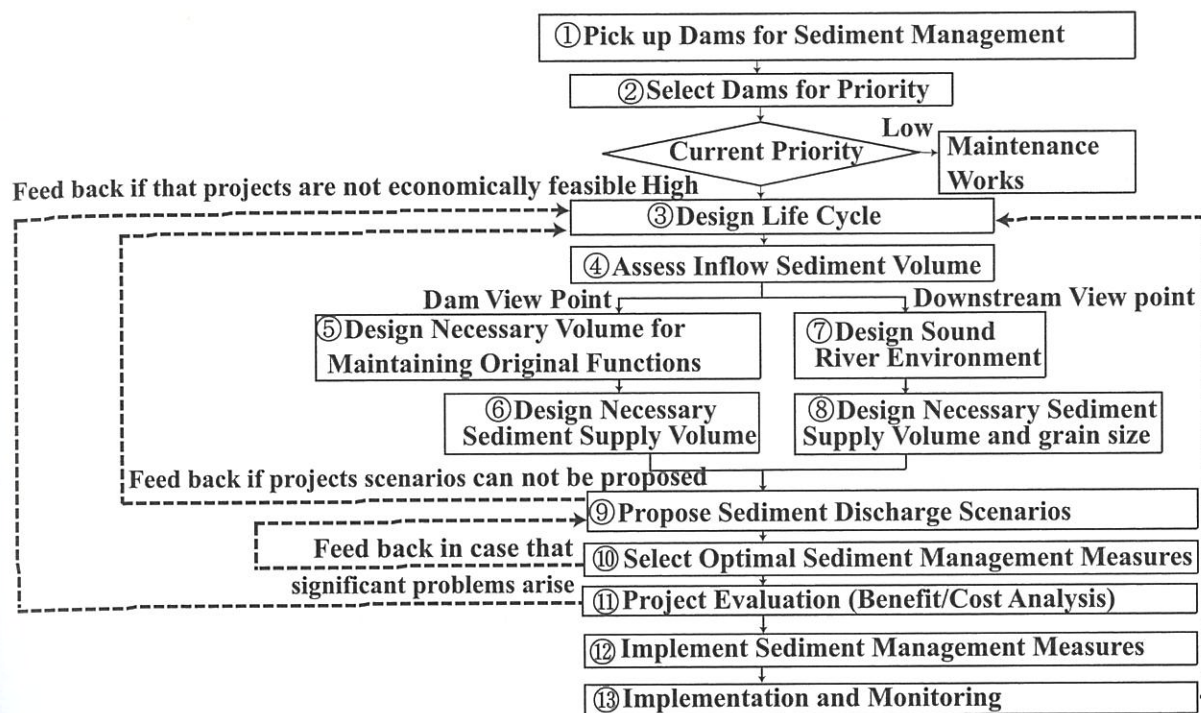 ①Pick up Dams for Sediment Management
②Select Dams for Priority
Low
Current Priority
Maintenance
Works
Feed back if that projects are not economically feasible High
③Design Life Cycle
④Assess Inflow Sediment Volume
Dam View Point
Downstream View point
⑤Design Necessary Volume for
Maintaining Original Functions
⑦Design Sound
River Environment
⑥Design Necessary
Sediment Supply Volume
⑧Design Necessary Sediment
Supply Volume and grain size
Feed back if projects scenarios can not be proposed
⑨Propose Sediment Discharge Scenarios
Feed back in case that
significant problems arise
⑩Select Optimal Sediment Management Measures
⑪Project Evaluation (Benefit/Cost Analysis)
⑫Implement Sediment Management Measures
⑬Implementation and Monitoring